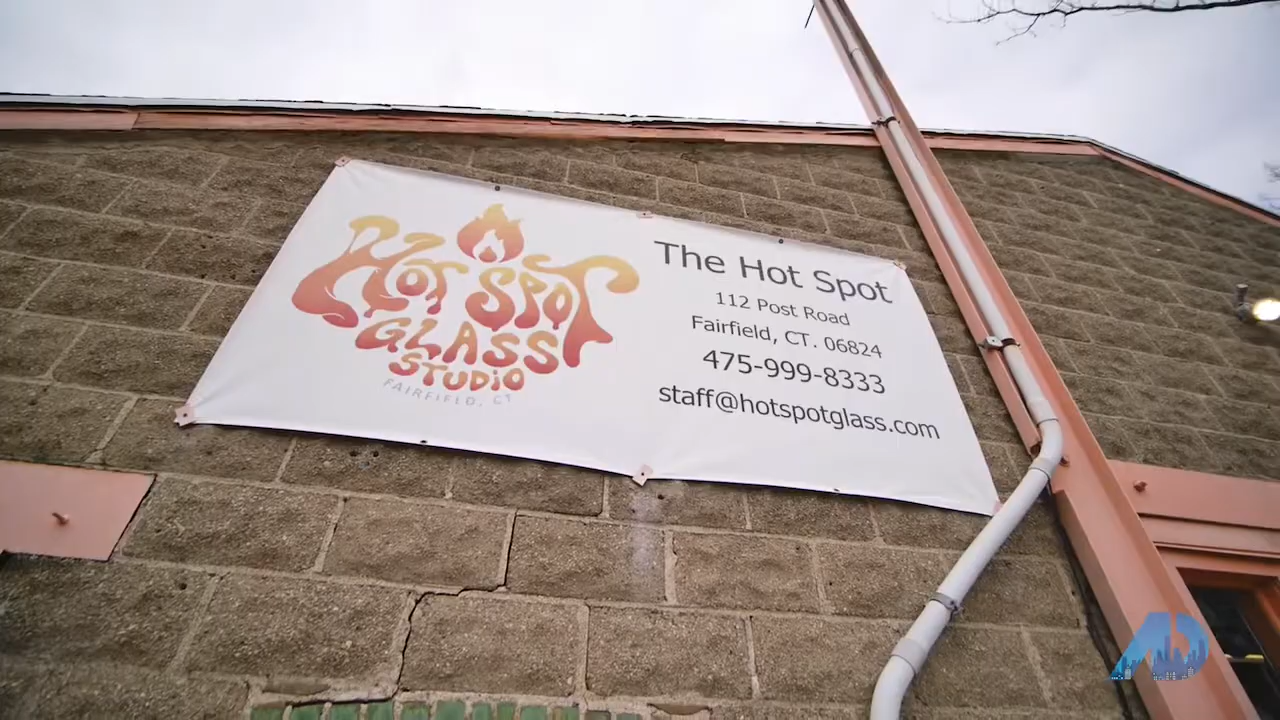 HOT SPOT
GLASS
STUDIO
FAIRFIELD, CT
The Hot Spot
112 Post Road
Fairfield, CT. 06824
475-999-8333
staff@hotspotglass.com
AD